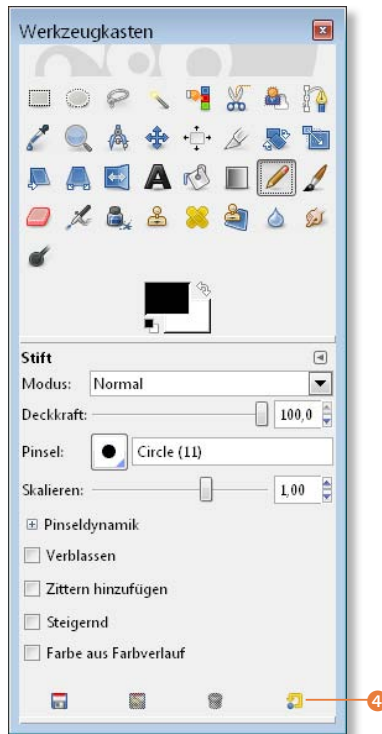 Werkzeugkasten
Stift
Modus: Normal
Deckkraft: 100,0
Pinsel: Circle (11)
Skalieren: 1,00
Pinseldynamik
Verblassen
Zittern hinzufügen
Steigernd
Farbe aus Farbverlauf
4